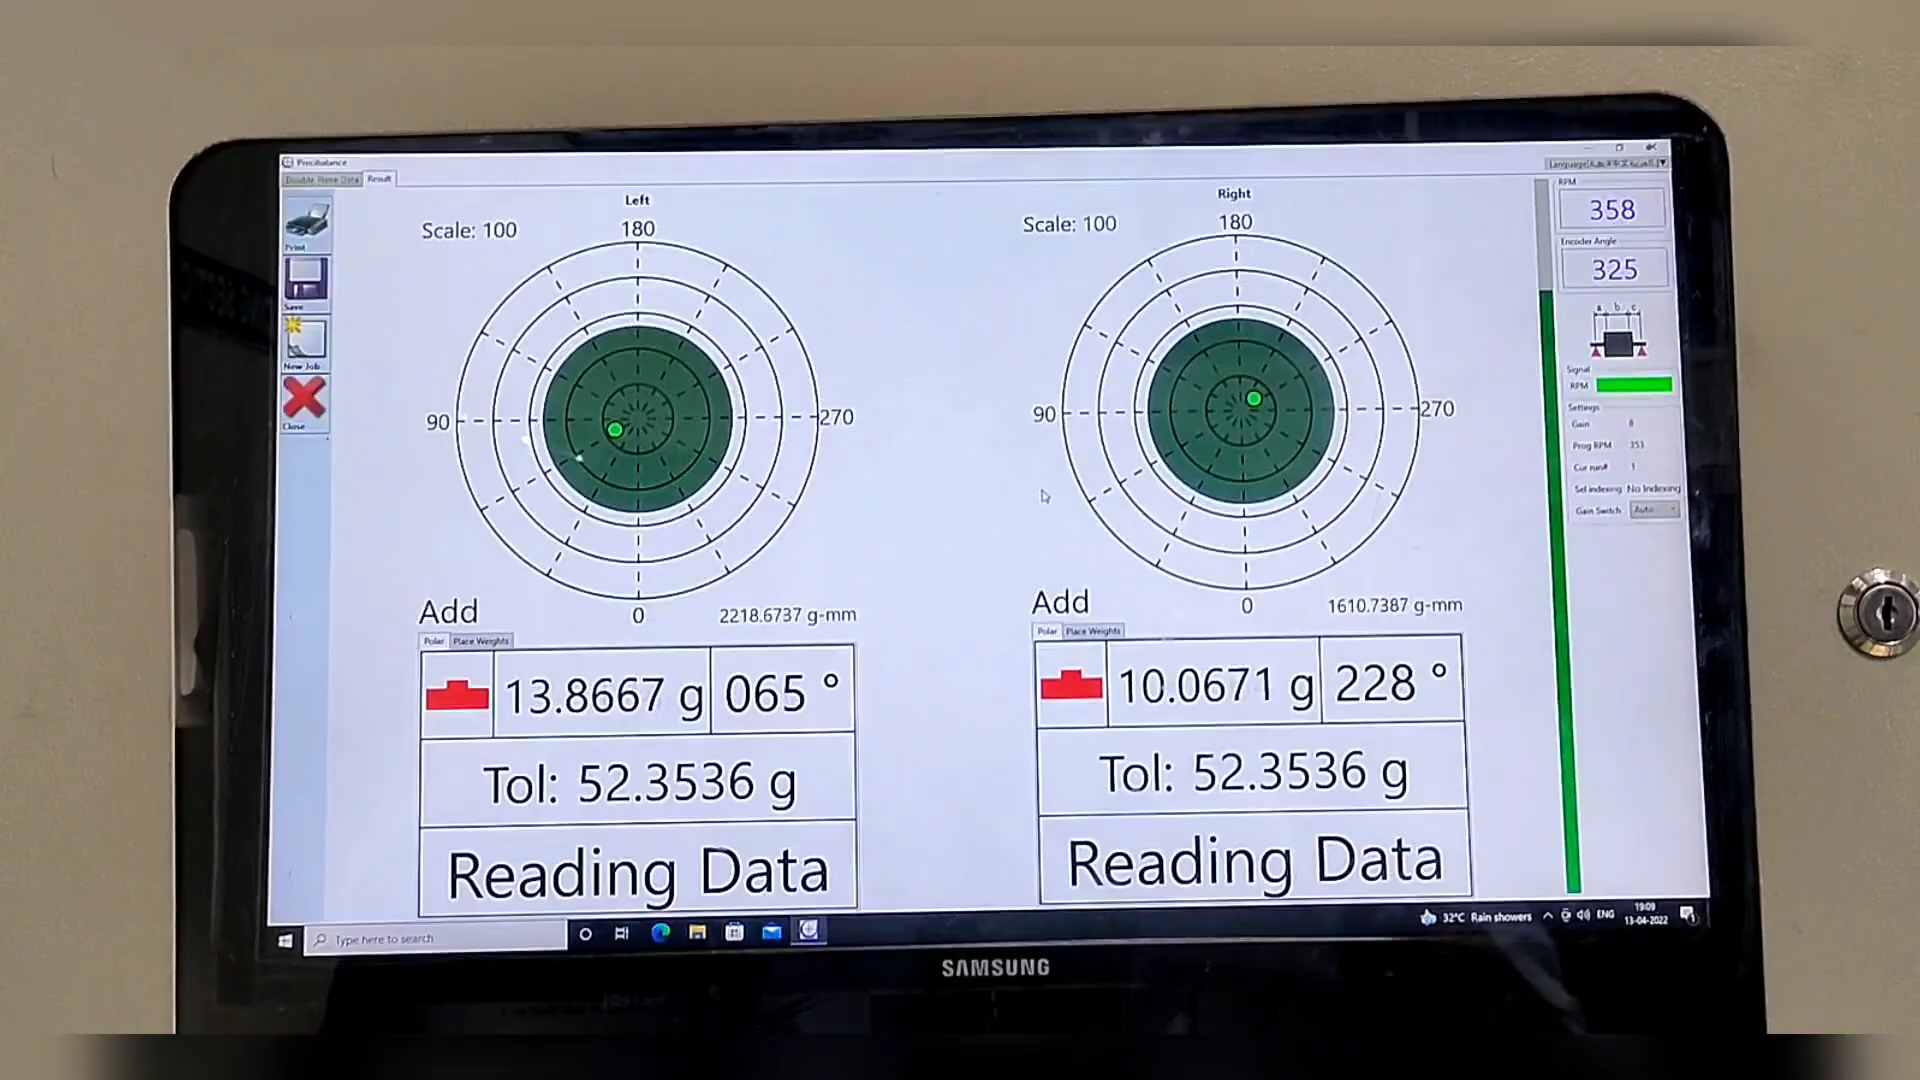 Precibalance
Double Plane Data Result
Print
Save
New Job
Close
Left
Scale: 100
180
90
270
0
Add
2218.6737 g-mm
Polar Place Weights
13.8667 g 065 °
Tol: 52.3536 g
Reading Data
Right
Scale: 100
180
90
270
0
Add
1610.7387 g-mm
Polar Place Weights
10.0671 g 228 °
Tol: 52.3536 g
Reading Data
RPM
358
Encoder Angle
325
a b c
Signal
RPM
Settings
Gain 8
Prog RPM 353
Cur run# 1
Sel indexing No Indexing
Gain Switch Auto
Type here to search
32°C Rain showers
ENG
19:09
13-04-2022
SAMSUNG